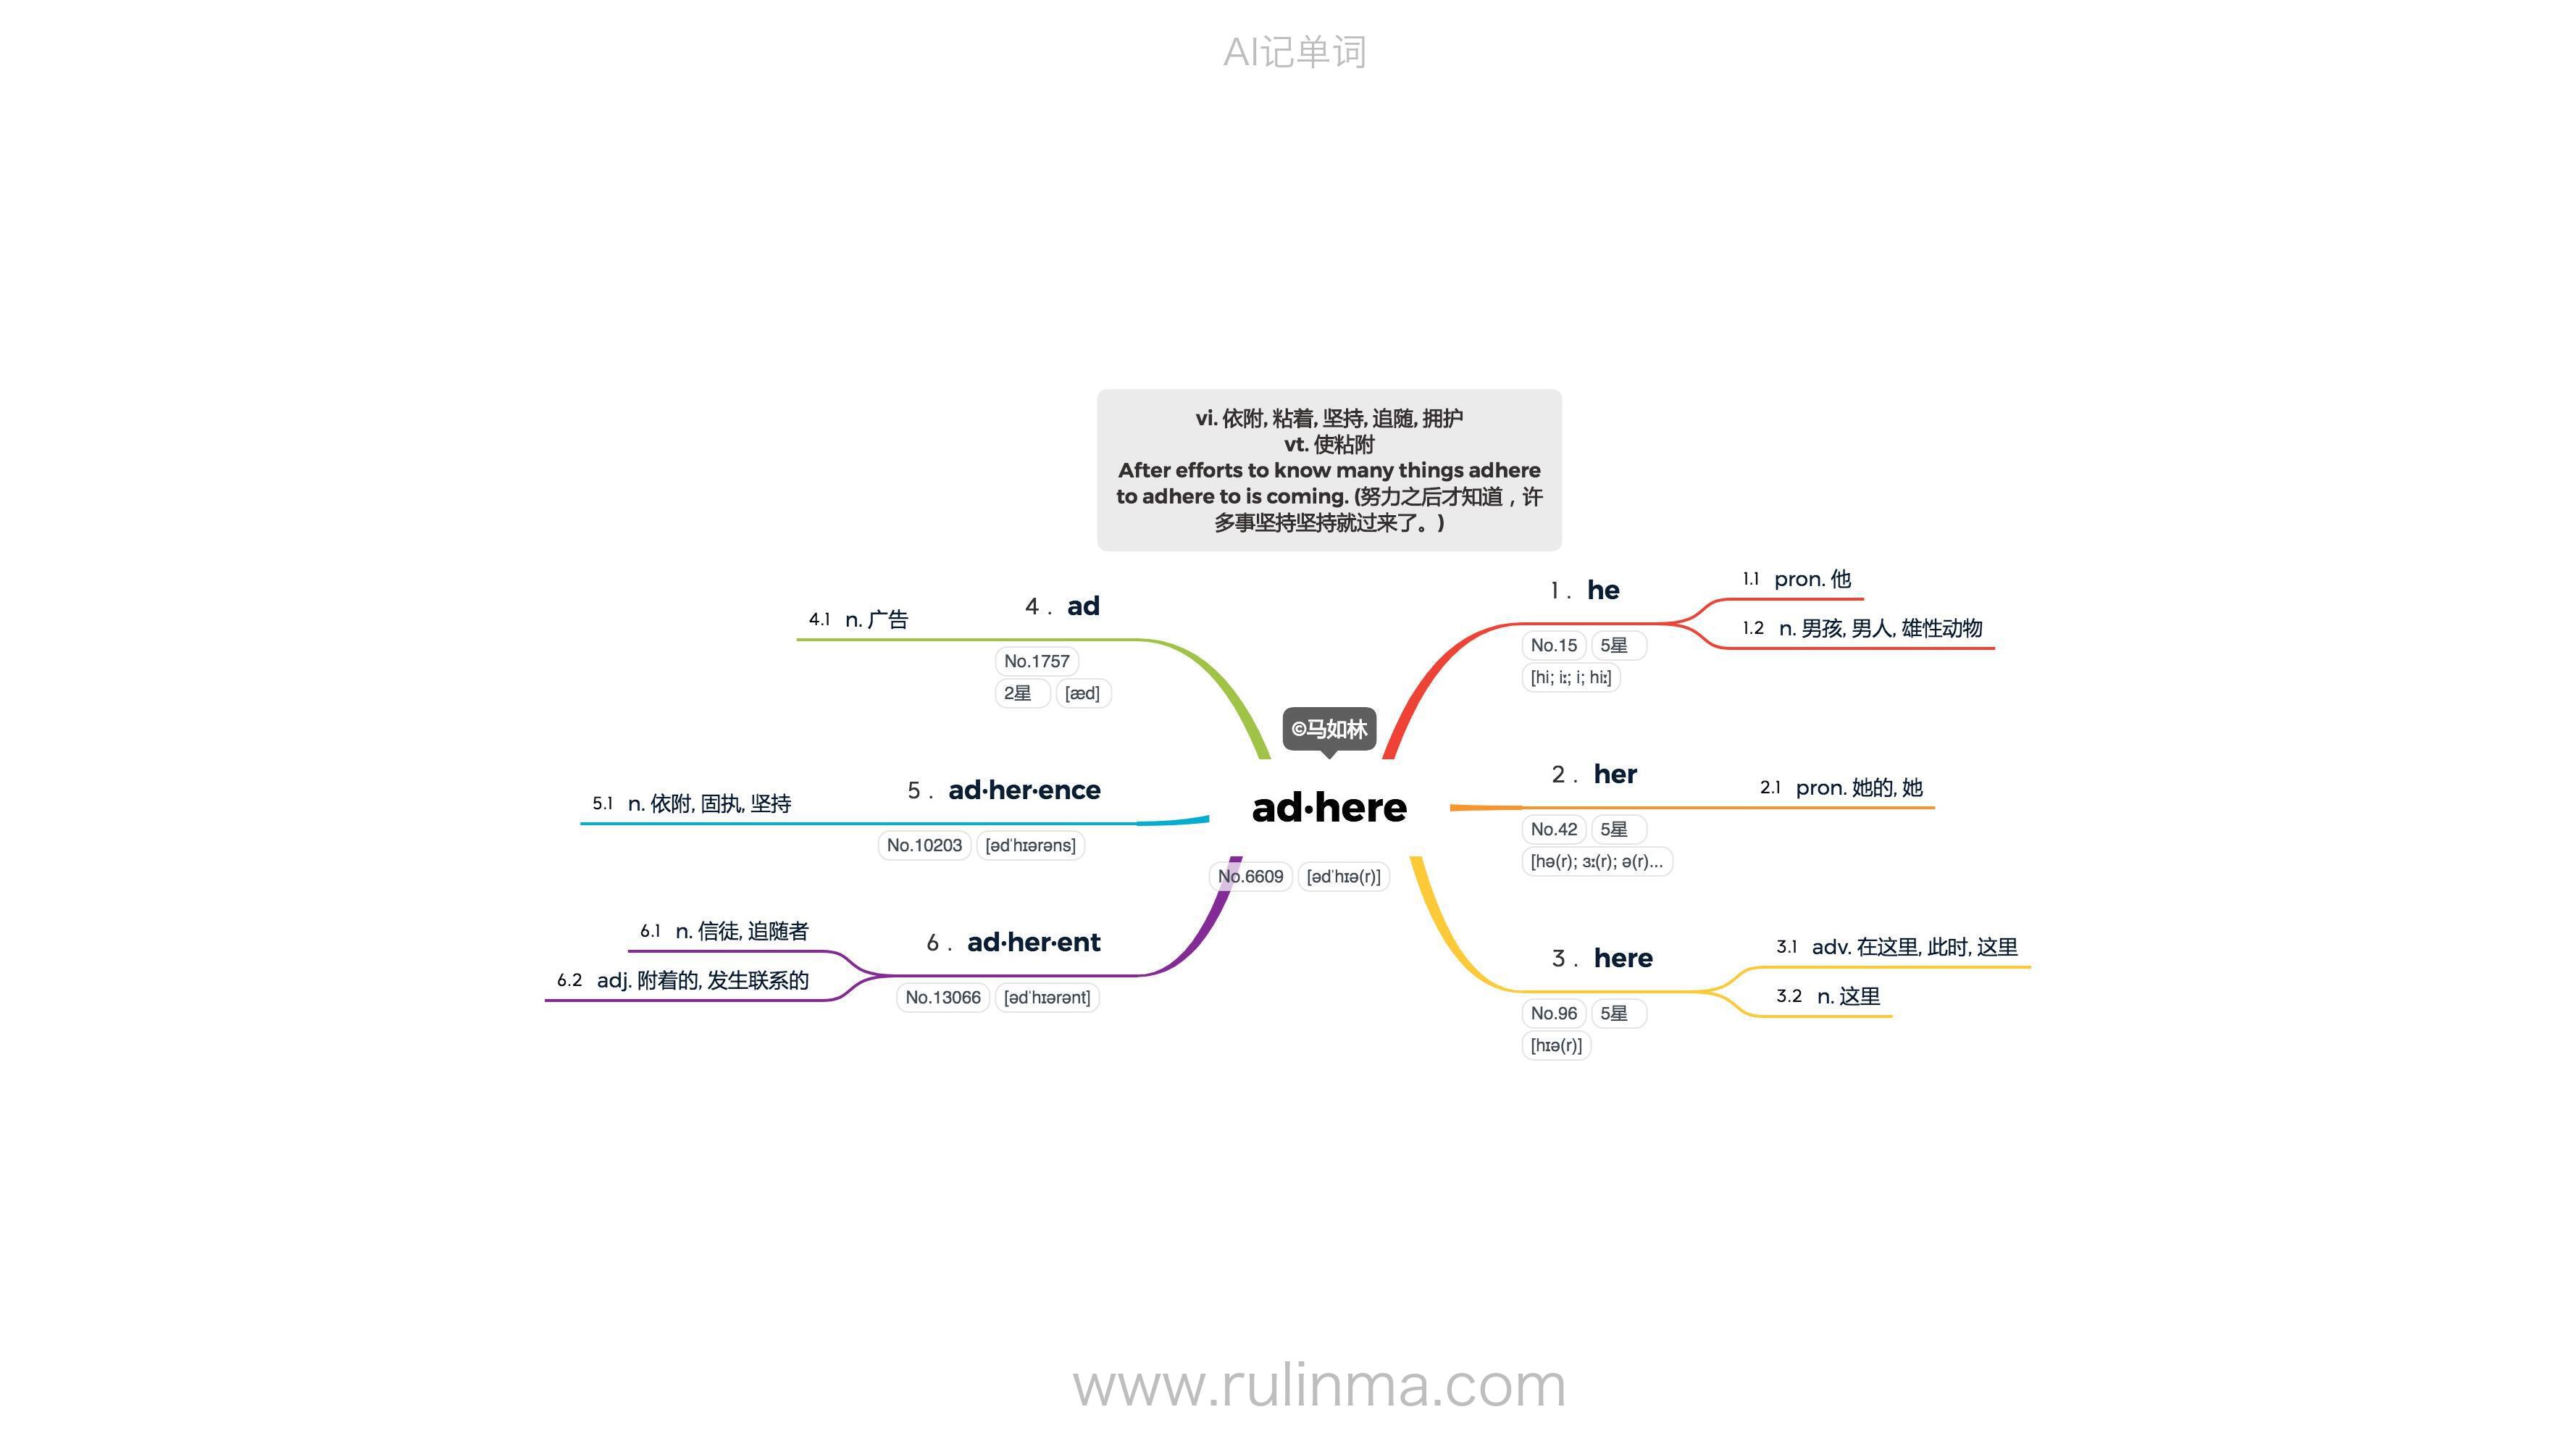 AI记单词
vi. 依附, 粘着, 坚持, 追随, 拥护
vt. 使粘附
After efforts to know many things adhere
to adhere to is coming. (努力之后才知道，许
多事坚持坚持就过来了。)
©马如林
ad·here
No.6609 [ədˈhɪə(r)]
1 . he
No.15 5星
[hi; iː; i; hiː]
1.1 pron. 他
1.2 n. 男孩, 男人, 雄性动物
2 . her
No.42 5星
[hə(r); ɜː(r); ə(r)...
2.1 pron. 她的, 她
3 . here
No.96 5星
[hɪə(r)]
3.1 adv. 在这里, 此时, 这里
3.2 n. 这里
4 . ad
No.1757
2星 [æd]
4.1 n. 广告
5 . ad·her·ence
No.10203 [ədˈhɪərəns]
5.1 n. 依附, 固执, 坚持
6 . ad·her·ent
No.13066 [ədˈhɪərənt]
6.1 n. 信徒, 追随者
6.2 adj. 附着的, 发生联系的
www.rulinma.com